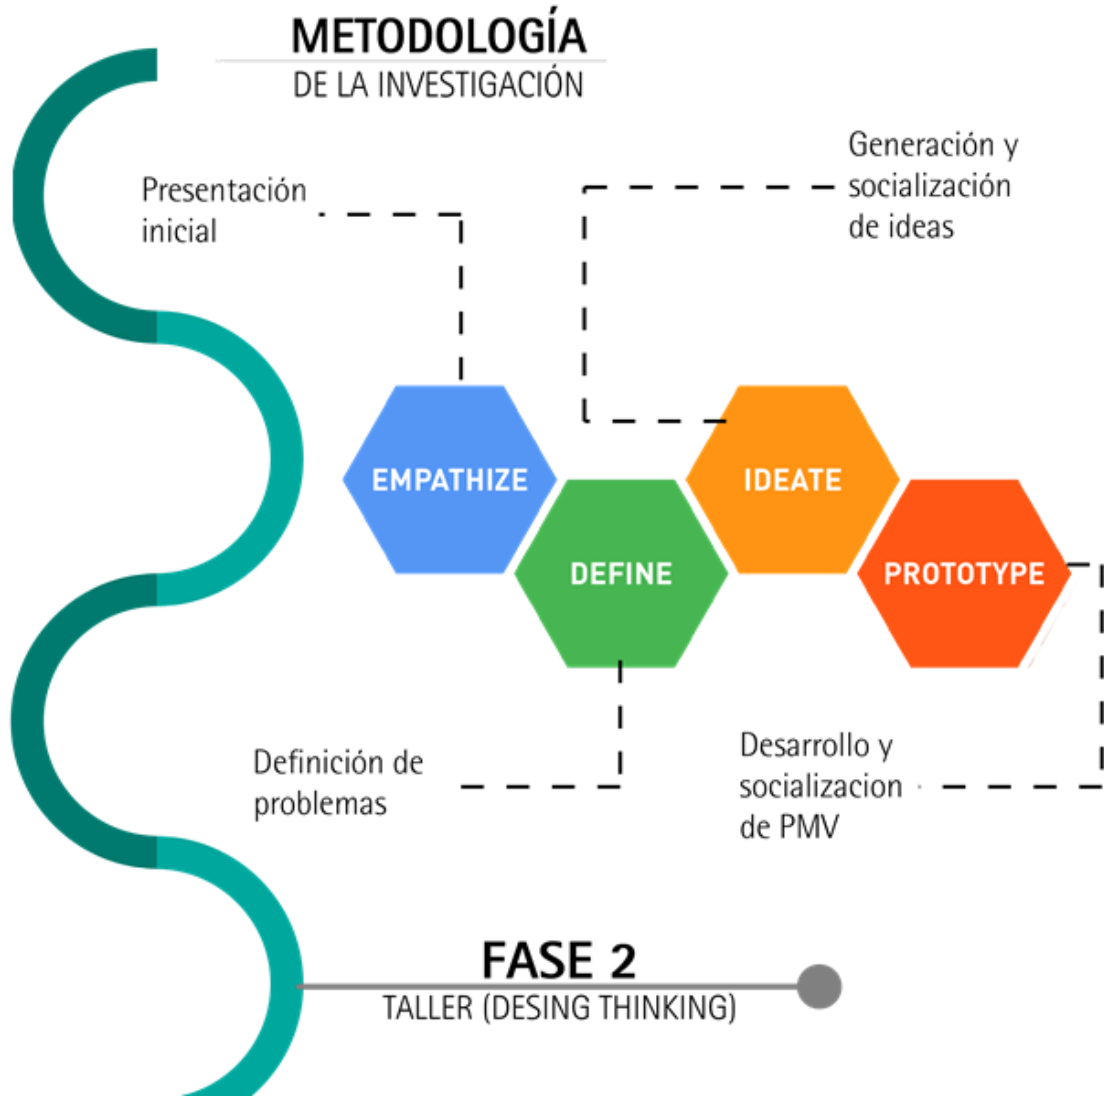 METODOLOGÍA
DE LA INVESTIGACIÓN
Generación y
socialización
de ideas
Presentación
inicial
EMPATHIZE
IDEATE
DEFINE
PROTOTYPE
Definición de
problemas
Desarrollo y
socializacion
de PMV
FASE 2
TALLER (DESING THINKING)